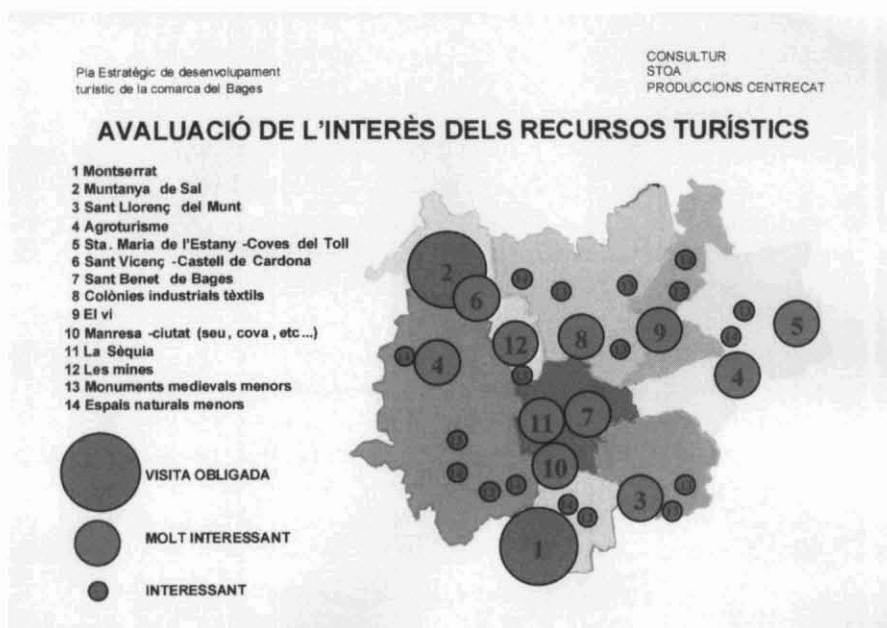 Pla Estratégic de desenvolupament
turístic de la comarca del Bages
CONSULTUR
STOA
PRODUCCIONS CENTRECAT
AVALUACIÓ DE L'INTERÈS DELS RECURSOS TURÍSTICS
1 Montserrat
2 Muntanya de Sal
3 Sant Llorenç del Munt
4 Agroturisme
5 Sta. Maria de l'Estany -Coves del Toll
6 Sant Vicenç -Castell de Cardona
7 Sant Benet de Bages
8 Colònies industrials tèxtils
9 El vi
10 Manresa -ciutat (seu, cova, etc...)
11 La Sèquia
12 Les mines
13 Monuments medievals menors
14 Espais naturals menors
VISITA OBLIGADA
MOLT INTERESSANT
INTERESSANT
2
6
12
8
9
5
4
4
11
7
10
3
1